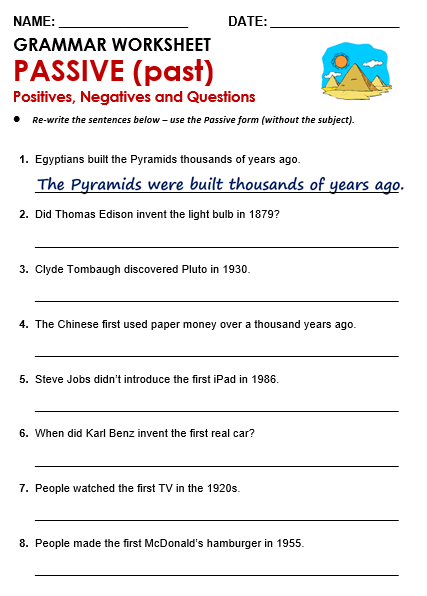 NAME: ____________________ DATE: ____________________
GRAMMAR WORKSHEET
PASSIVE (past)
Positives, Negatives and Questions
● Re-write the sentences below – use the Passive form (without the subject).
1. Egyptians built the Pyramids thousands of years ago.
The Pyramids were built thousands of years ago.
2. Did Thomas Edison invent the light bulb in 1879?
3. Clyde Tombaugh discovered Pluto in 1930.
4. The Chinese first used paper money over a thousand years ago.
5. Steve Jobs didn’t introduce the first iPad in 1986.
6. When did Karl Benz invent the first real car?
7. People watched the first TV in the 1920s.
8. People made the first McDonald’s hamburger in 1955.